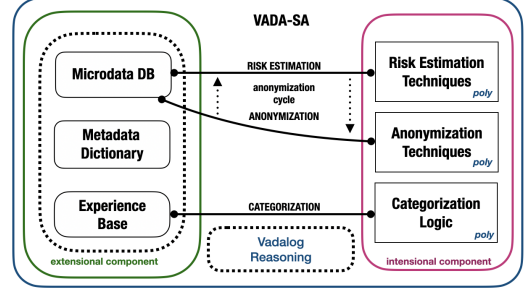 VADA-SA
Microdata DB
RISK ESTIMATION
Risk Estimation
Techniques
poly
anonymization
cycle
ANONYMIZATION
Metadata
Dictionary
Anonymization
Techniques
poly
Experience
Base
CATEGORIZATION
Categorization
Logic
poly
Vadalog
Reasoning
extensional component
intensional component